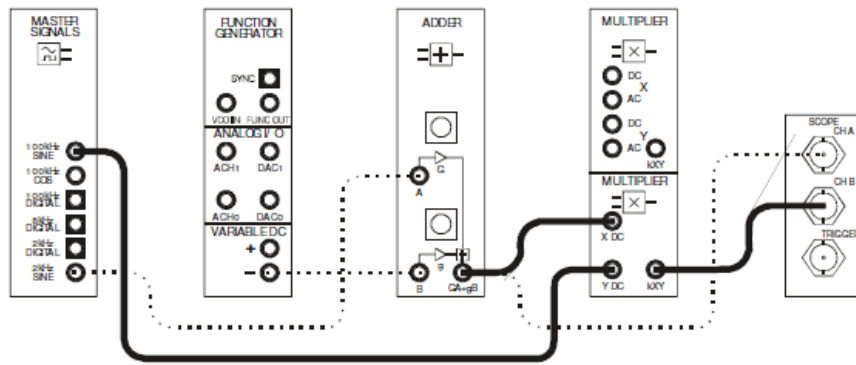 MASTER
SIGNALS
100kHz
SINE
100kHz
COS
100kHz
DIGITAL
8kHz
DIGITAL
2kHz
DIGITAL
2kHz
SINE
FUNCTION
GENERATOR
SYNC
VCO IN
FUNC OUT
ANALOG I/ O
ACH1
DAC1
ACH0
DAC0
VARIABLE DC
+
−
ADDER
+
G
A
g
B
GA+gB
MULTIPLIER
×
DC
X
AC
DC
Y
AC
kXY
MULTIPLIER
×
X DC
Y DC
kXY
SCOPE
CH A
CH B
TRIGGER